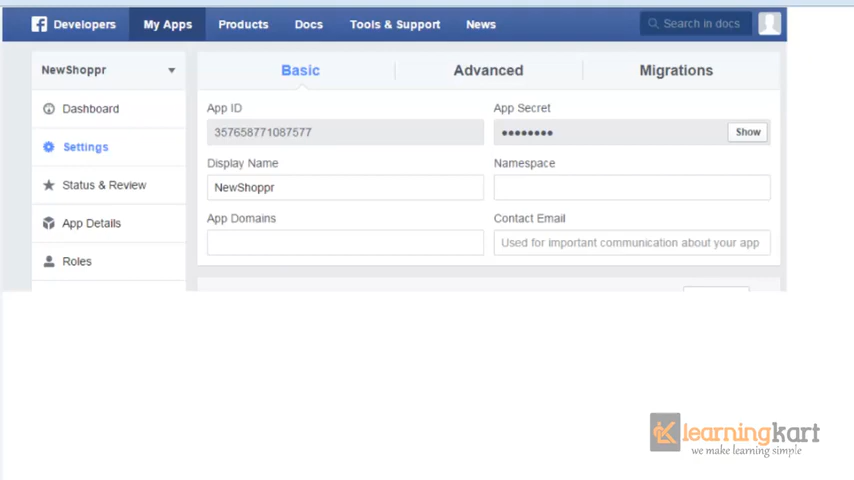 Developers My Apps Products Docs Tools & Support News Search in docs
NewShoppr
Dashboard
Settings
Status & Review
App Details
Roles
Basic Advanced Migrations
App ID App Secret
357658771087577 •••••••• Show
Display Name Namespace
NewShoppr
App Domains Contact Email
Used for important communication about your app
learningkart
we make learning simple